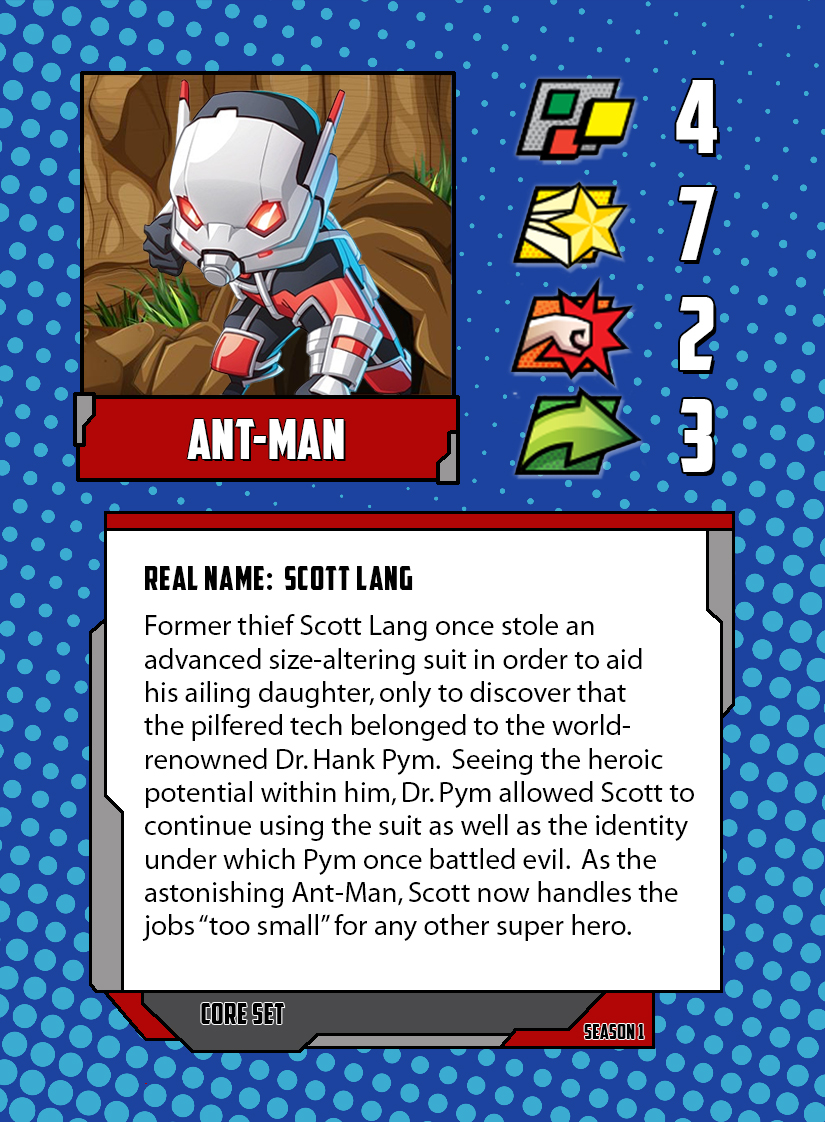 4
7
2
3
ANT-MAN
REAL NAME: SCOTT LANG
Former thief Scott Lang once stole an
advanced size-altering suit in order to aid
his ailing daughter, only to discover that
the pilfered tech belonged to the world-
renowned Dr. Hank Pym.  Seeing the heroic
potential within him, Dr. Pym allowed Scott to
continue using the suit as well as the identity
under which Pym once battled evil.  As the
astonishing Ant-Man, Scott now handles the
jobs “too small” for any other super hero.
CORE SET
SEASON 1